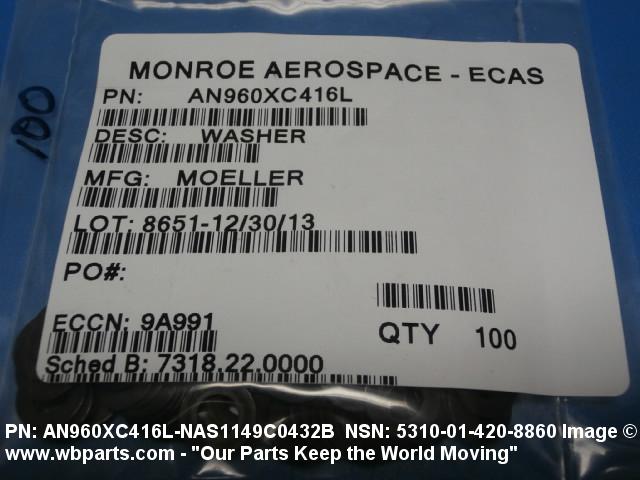 MONROE AEROSPACE - ECAS
PN: AN960XC416L
DESC: WASHER
MFG: MOELLER
LOT: 8651-12/30/13
PO#:
ECCN: 9A991
QTY 100
Sched B: 7318.22.0000
100
PN: AN960XC416L-NAS1149C0432B NSN: 5310-01-420-8860 Image ©
www.wbparts.com - "Our Parts Keep the World Moving"